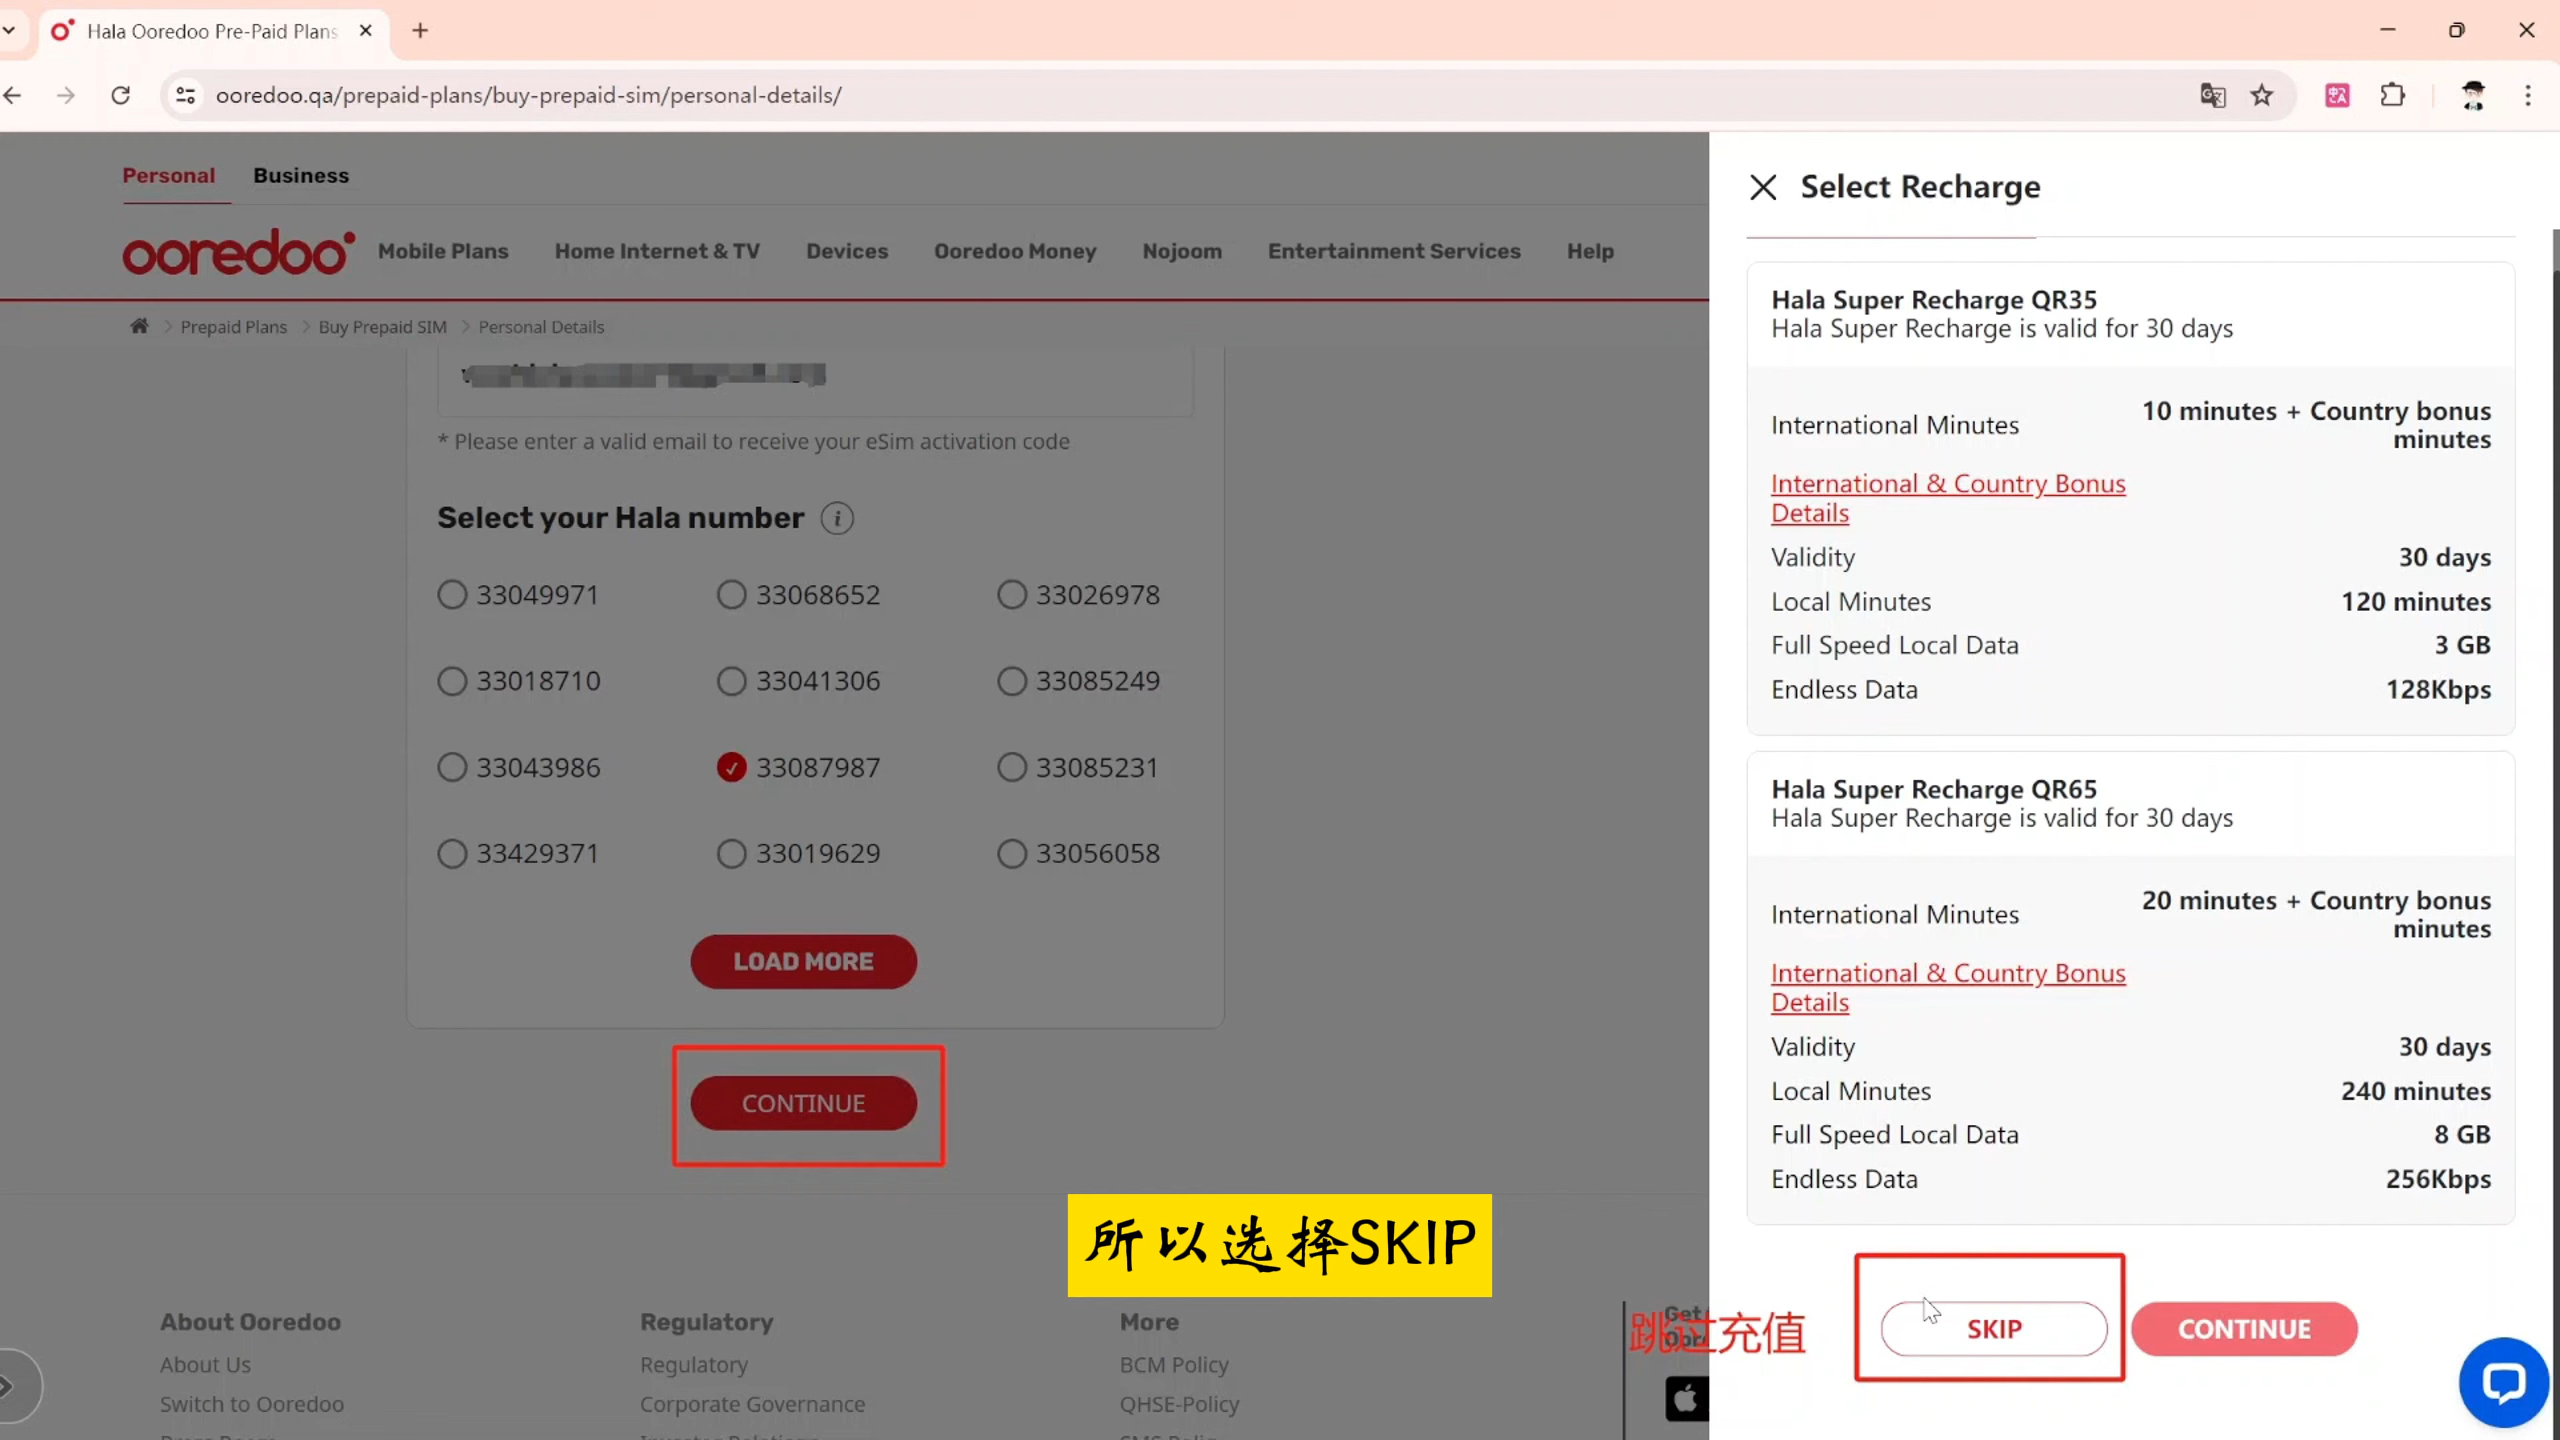 Hala Ooredoo Pre-Paid Plans
ooredoo.qa/prepaid-plans/buy-prepaid-sim/personal-details/
Personal Business
ooredoo Mobile Plans Home Internet & TV Devices Ooredoo Money Nojoom Entertainment Services Help
Prepaid Plans Buy Prepaid SIM Personal Details
* Please enter a valid email to receive your eSim activation code
Select your Hala number
33049971 33068652 33026978
33018710 33041306 33085249
33043986 33087987 33085231
33429371 33019629 33056058
LOAD MORE
CONTINUE
所以选择SKIP
About Ooredoo
About Us
Switch to Ooredoo
Regulatory
Regulatory
Corporate Governance
More
BCM Policy
QHSE-Policy
Get
Select Recharge
Hala Super Recharge QR35
Hala Super Recharge is valid for 30 days
International Minutes 10 minutes + Country bonus minutes
International & Country Bonus
Details
Validity 30 days
Local Minutes 120 minutes
Full Speed Local Data 3 GB
Endless Data 128Kbps
Hala Super Recharge QR65
Hala Super Recharge is valid for 30 days
International Minutes 20 minutes + Country bonus minutes
International & Country Bonus
Details
Validity 30 days
Local Minutes 240 minutes
Full Speed Local Data 8 GB
Endless Data 256Kbps
跳过充值
SKIP CONTINUE